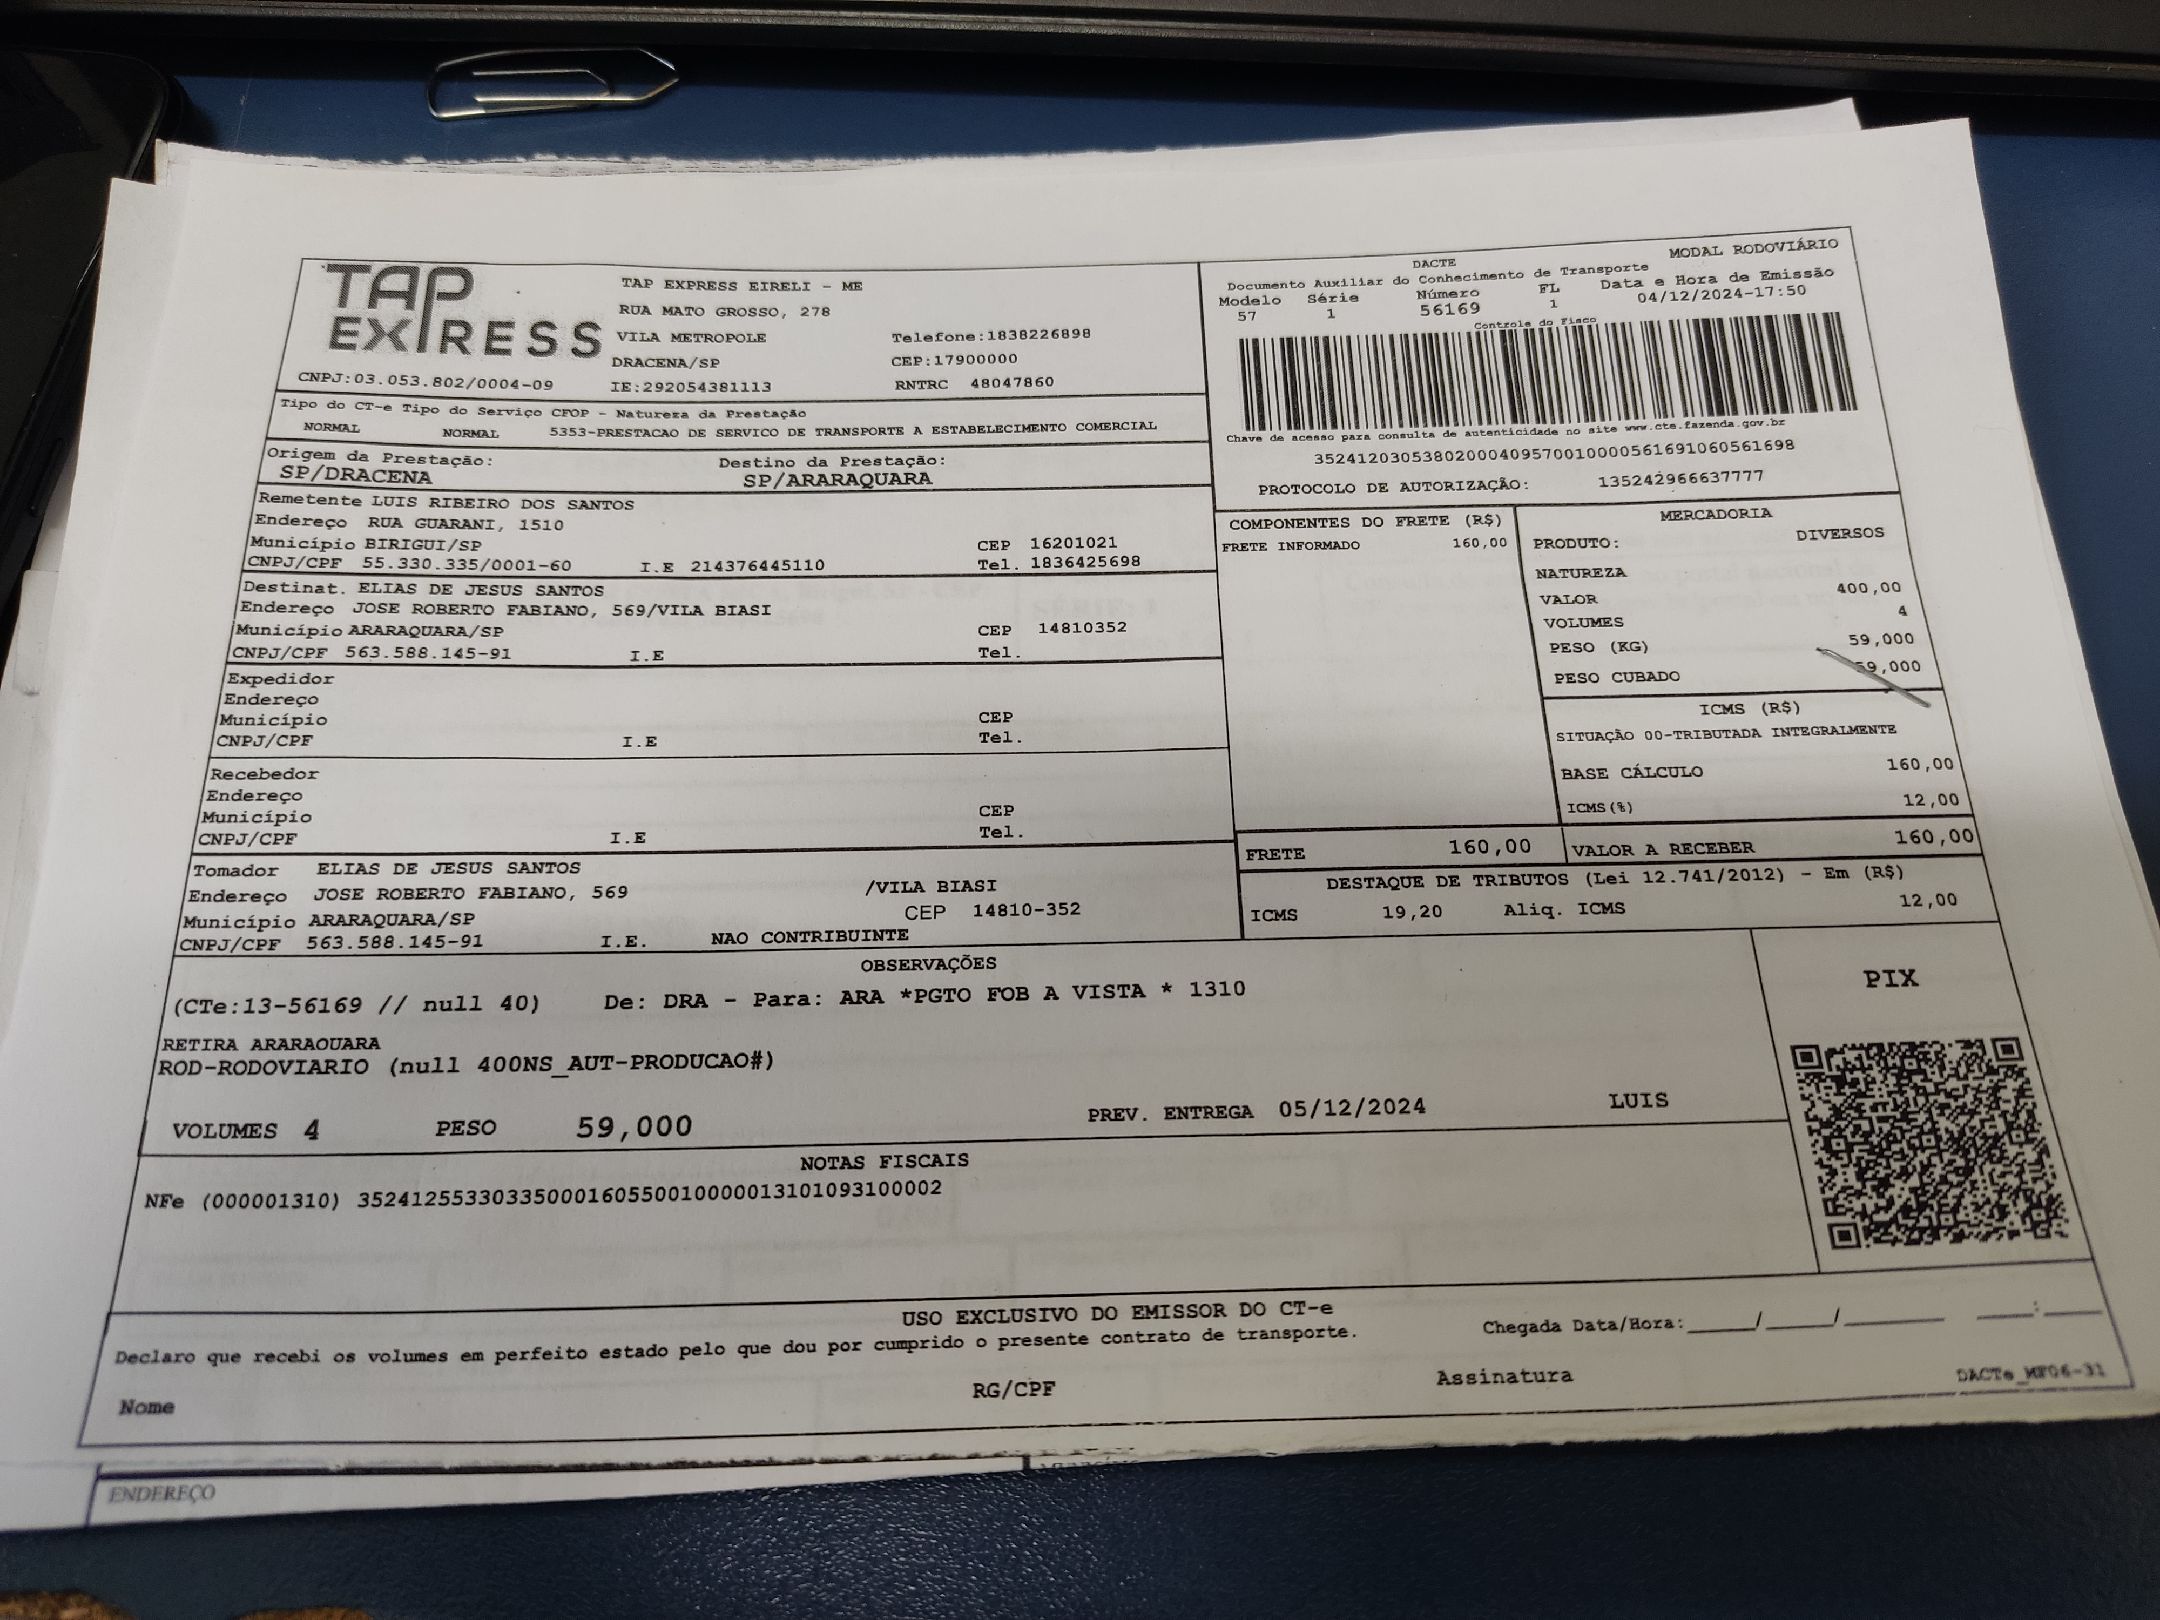 TAP
EXPRESS
TAP EXPRESS EIRELI - ME
RUA MATO GROSSO, 278
VILA METROPOLE Telefone:1838226898
DRACENA/SP CEP:17900000
CNPJ:03.053.802/0004-09 IE:292054381113 RNTRC 48047860
DACTE MODAL RODOVIÁRIO
Documento Auxiliar do Conhecimento de Transporte
Modelo Série Número FL Data e Hora de Emissão
57 1 56169 1 04/12/2024-17:50
Controle do Fisco
Chave de acesso para consulta de autenticidade no site www.cte.fazenda.gov.br
35241203053802000409570010000561691060561698
PROTOCOLO DE AUTORIZAÇÃO: 135242966637777
Tipo do CT-e Tipo do Serviço CFOP - Natureza da Prestação
NORMAL NORMAL 5353-PRESTACAO DE SERVICO DE TRANSPORTE A ESTABELECIMENTO COMERCIAL
Origem da Prestação: Destino da Prestação:
SP/DRACENA SP/ARARAQUARA
Remetente LUIS RIBEIRO DOS SANTOS
Endereço RUA GUARANI, 1510
Município BIRIGUI/SP CEP 16201021
CNPJ/CPF 55.330.335/0001-60 I.E 214376445110 Tel. 1836425698
Destinat. ELIAS DE JESUS SANTOS
Endereço JOSE ROBERTO FABIANO, 569/VILA BIASI
Município ARARAQUARA/SP CEP 14810352
CNPJ/CPF 563.588.145-91 I.E Tel.
Expedidor
Endereço
Município CEP
CNPJ/CPF I.E Tel.
Recebedor
Endereço
Município CEP
CNPJ/CPF I.E Tel.
Tomador ELIAS DE JESUS SANTOS
Endereço JOSE ROBERTO FABIANO, 569 /VILA BIASI
Município ARARAQUARA/SP CEP 14810-352
CNPJ/CPF 563.588.145-91 I.E. NAO CONTRIBUINTE
COMPONENTES DO FRETE (R$)
FRETE INFORMADO 160,00
MERCADORIA
PRODUTO: DIVERSOS
NATUREZA
VALOR 400,00
VOLUMES 4
PESO (KG) 59,000
PESO CUBADO 59,000
ICMS (R$)
SITUAÇÃO 00-TRIBUTADA INTEGRALMENTE
BASE CÁLCULO 160,00
ICMS(%) 12,00
FRETE 160,00 VALOR A RECEBER 160,00
DESTAQUE DE TRIBUTOS (Lei 12.741/2012) - Em (R$)
ICMS 19,20 Aliq. ICMS 12,00
OBSERVAÇÕES
(CTe:13-56169 // null 40) De: DRA - Para: ARA *PGTO FOB A VISTA * 1310
RETIRA ARARAQUARA
ROD-RODOVIARIO (null 400NS_AUT-PRODUCAO#)
VOLUMES 4 PESO 59,000 PREV. ENTREGA 05/12/2024 LUIS
PIX
NOTAS FISCAIS
NFe (000001310) 35241255330335000160550010000013101093100002
USO EXCLUSIVO DO EMISSOR DO CT-e
Declaro que recebi os volumes em perfeito estado pelo que dou por cumprido o presente contrato de transporte.
Chegada Data/Hora:_____/_____/_______ ____:____
Nome RG/CPF Assinatura
DACTe_MF06-31
ENDEREÇO